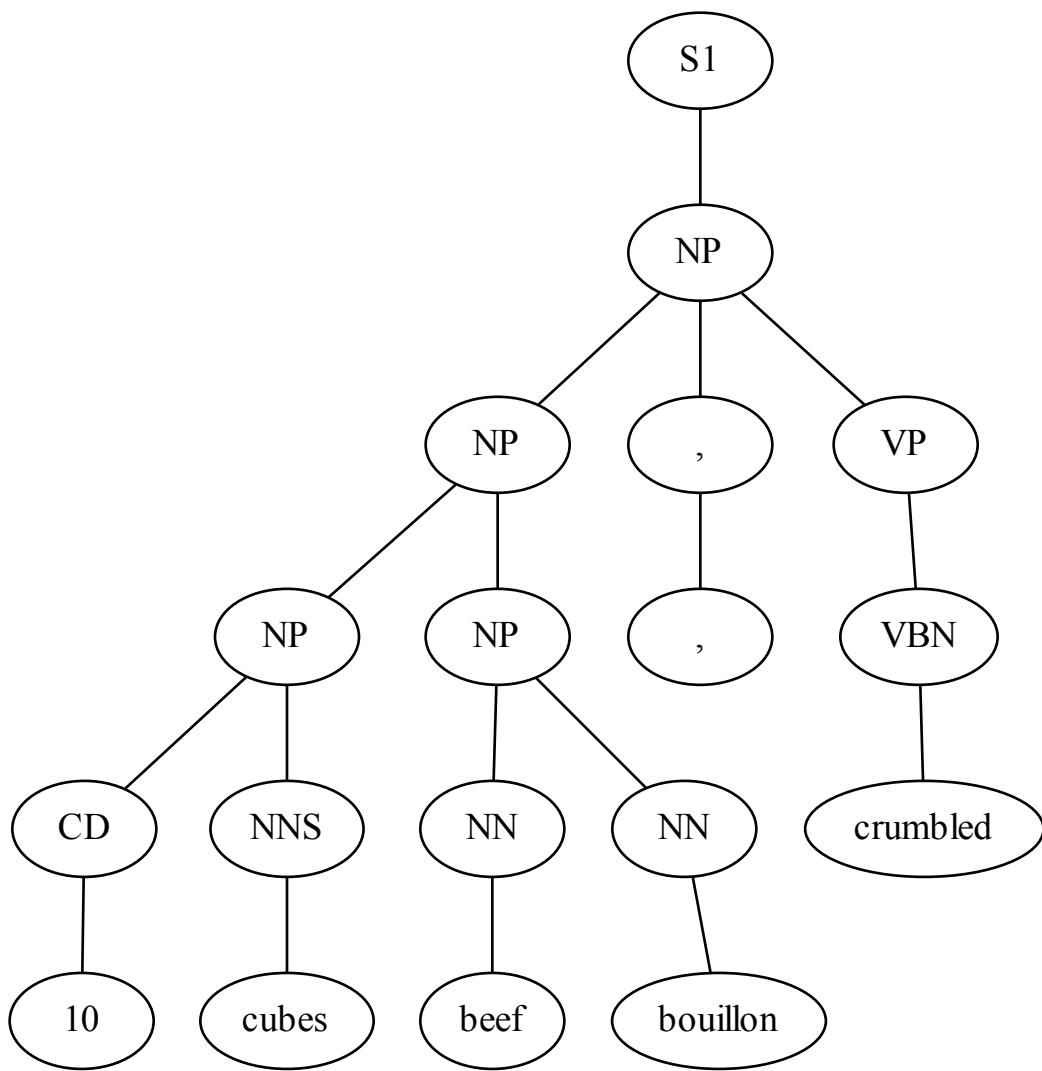 S1
NP
NP , VP
NP NP , VBN
CD NNS NN NN crumbled
10 cubes beef bouillon